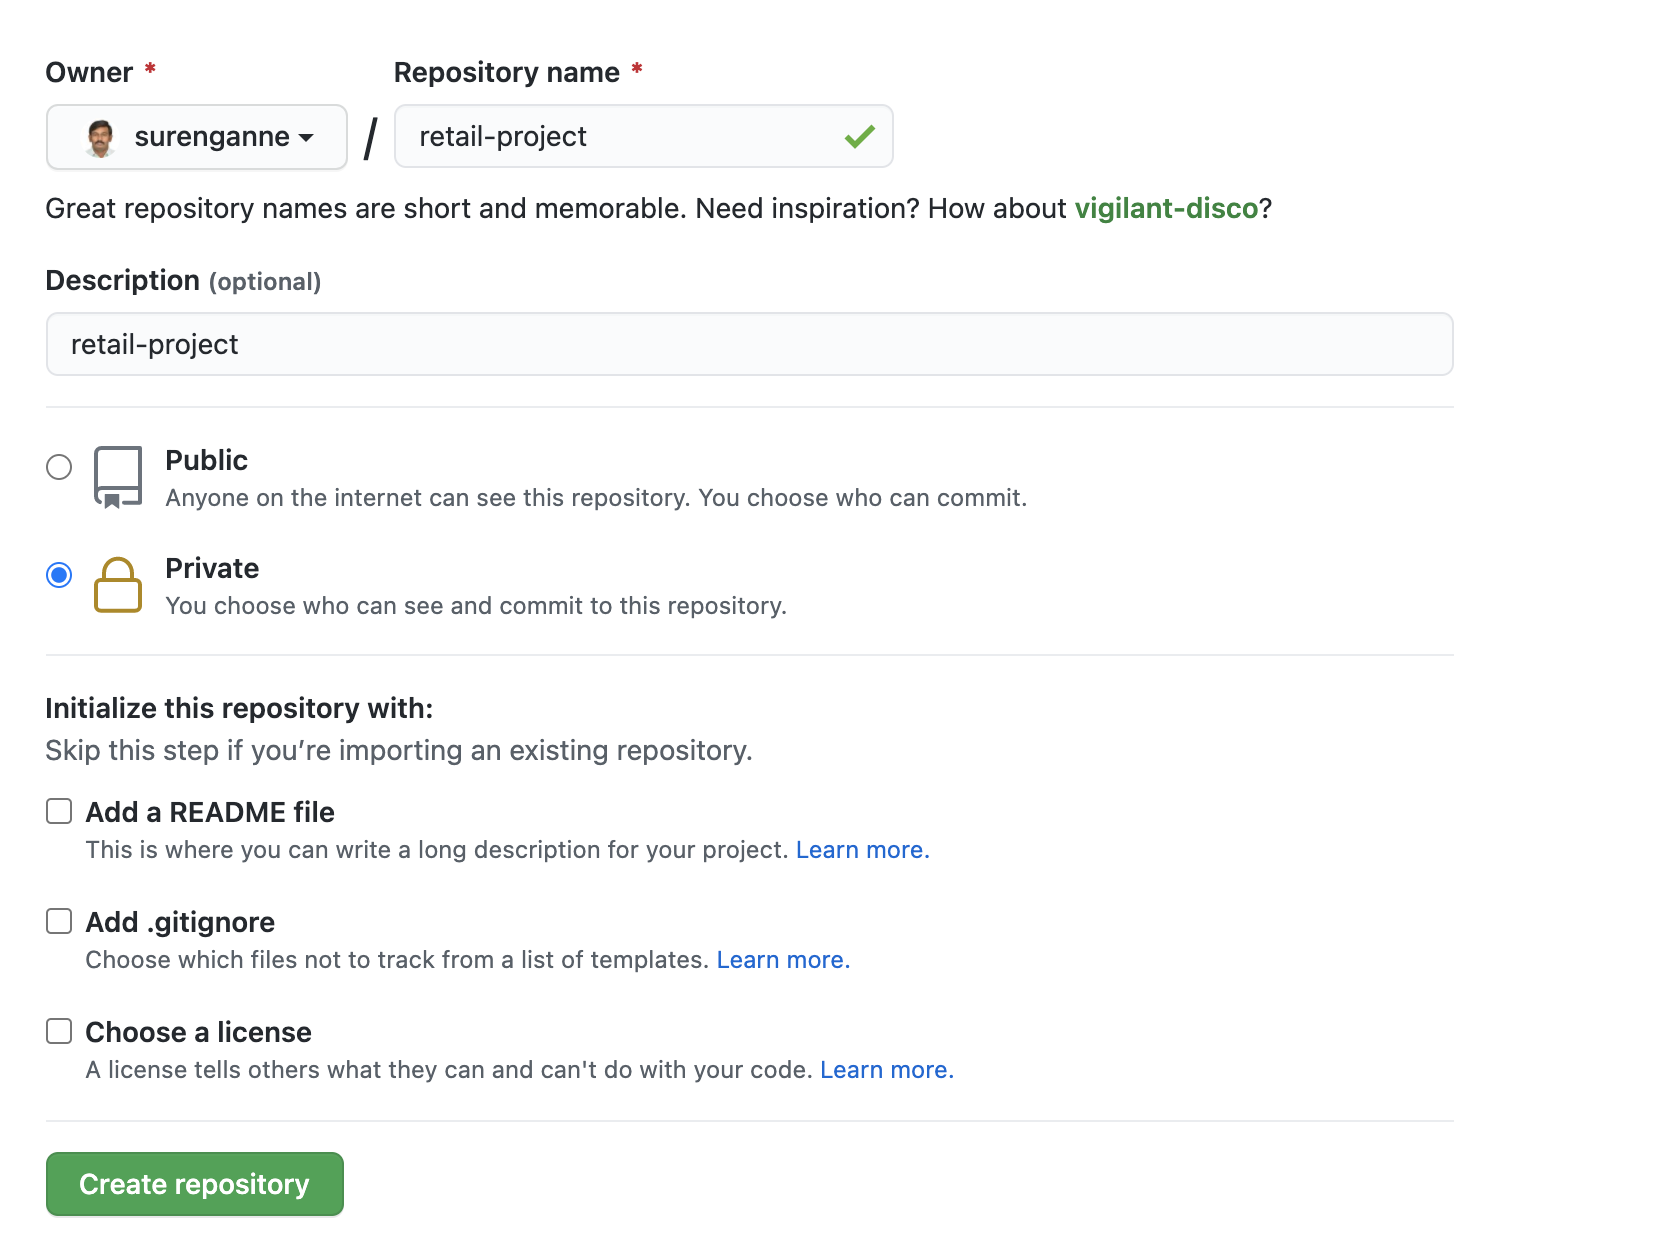 Owner * Repository name *
surenganne / retail-project
Great repository names are short and memorable. Need inspiration? How about vigilant-disco?
Description (optional)
retail-project
Public
Anyone on the internet can see this repository. You choose who can commit.
Private
You choose who can see and commit to this repository.
Initialize this repository with:
Skip this step if you’re importing an existing repository.
Add a README file
This is where you can write a long description for your project. Learn more.
Add .gitignore
Choose which files not to track from a list of templates. Learn more.
Choose a license
A license tells others what they can and can't do with your code. Learn more.
Create repository